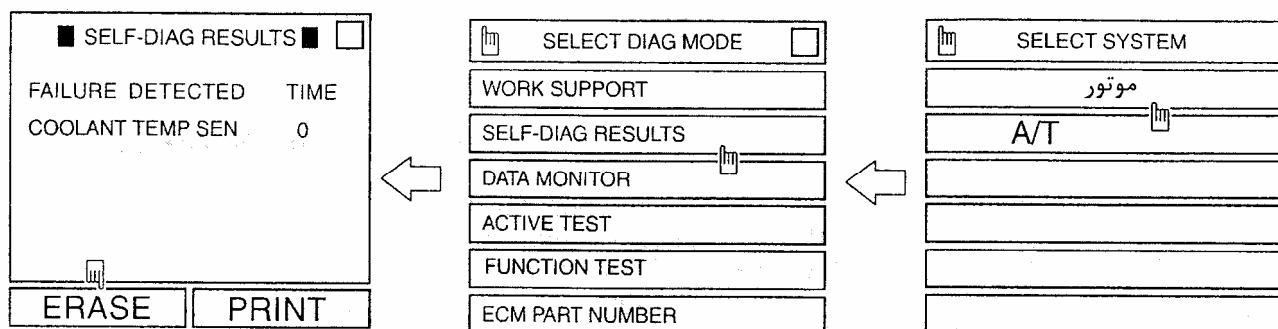 SELECT SYSTEM
موتور
A/T
SELECT DIAG MODE
WORK SUPPORT
SELF-DIAG RESULTS
DATA MONITOR
ACTIVE TEST
FUNCTION TEST
ECM PART NUMBER
SELF-DIAG RESULTS
FAILURE DETECTED TIME
COOLANT TEMP SEN 0
ERASE PRINT